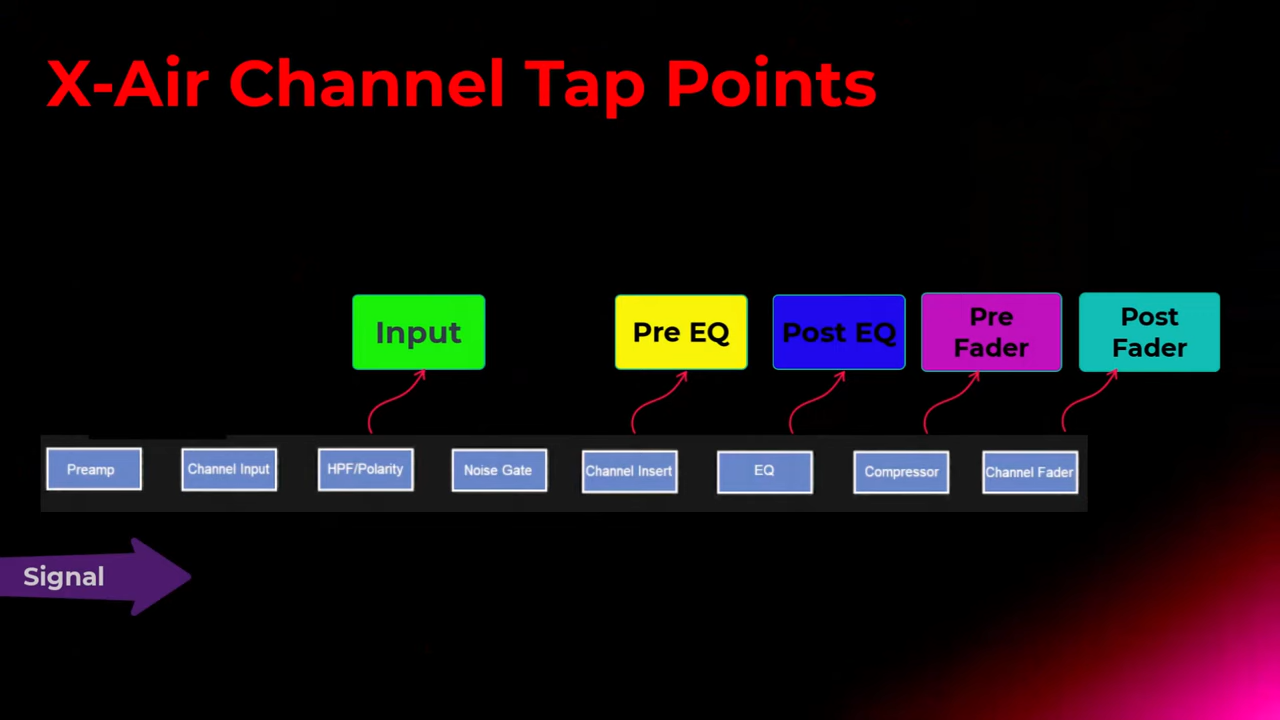 X-Air Channel Tap Points
Input
Pre EQ
Post EQ
Pre
Fader
Post
Fader
Preamp
Channel Input
HPF/Polarity
Noise Gate
Channel Insert
EQ
Compressor
Channel Fader
Signal